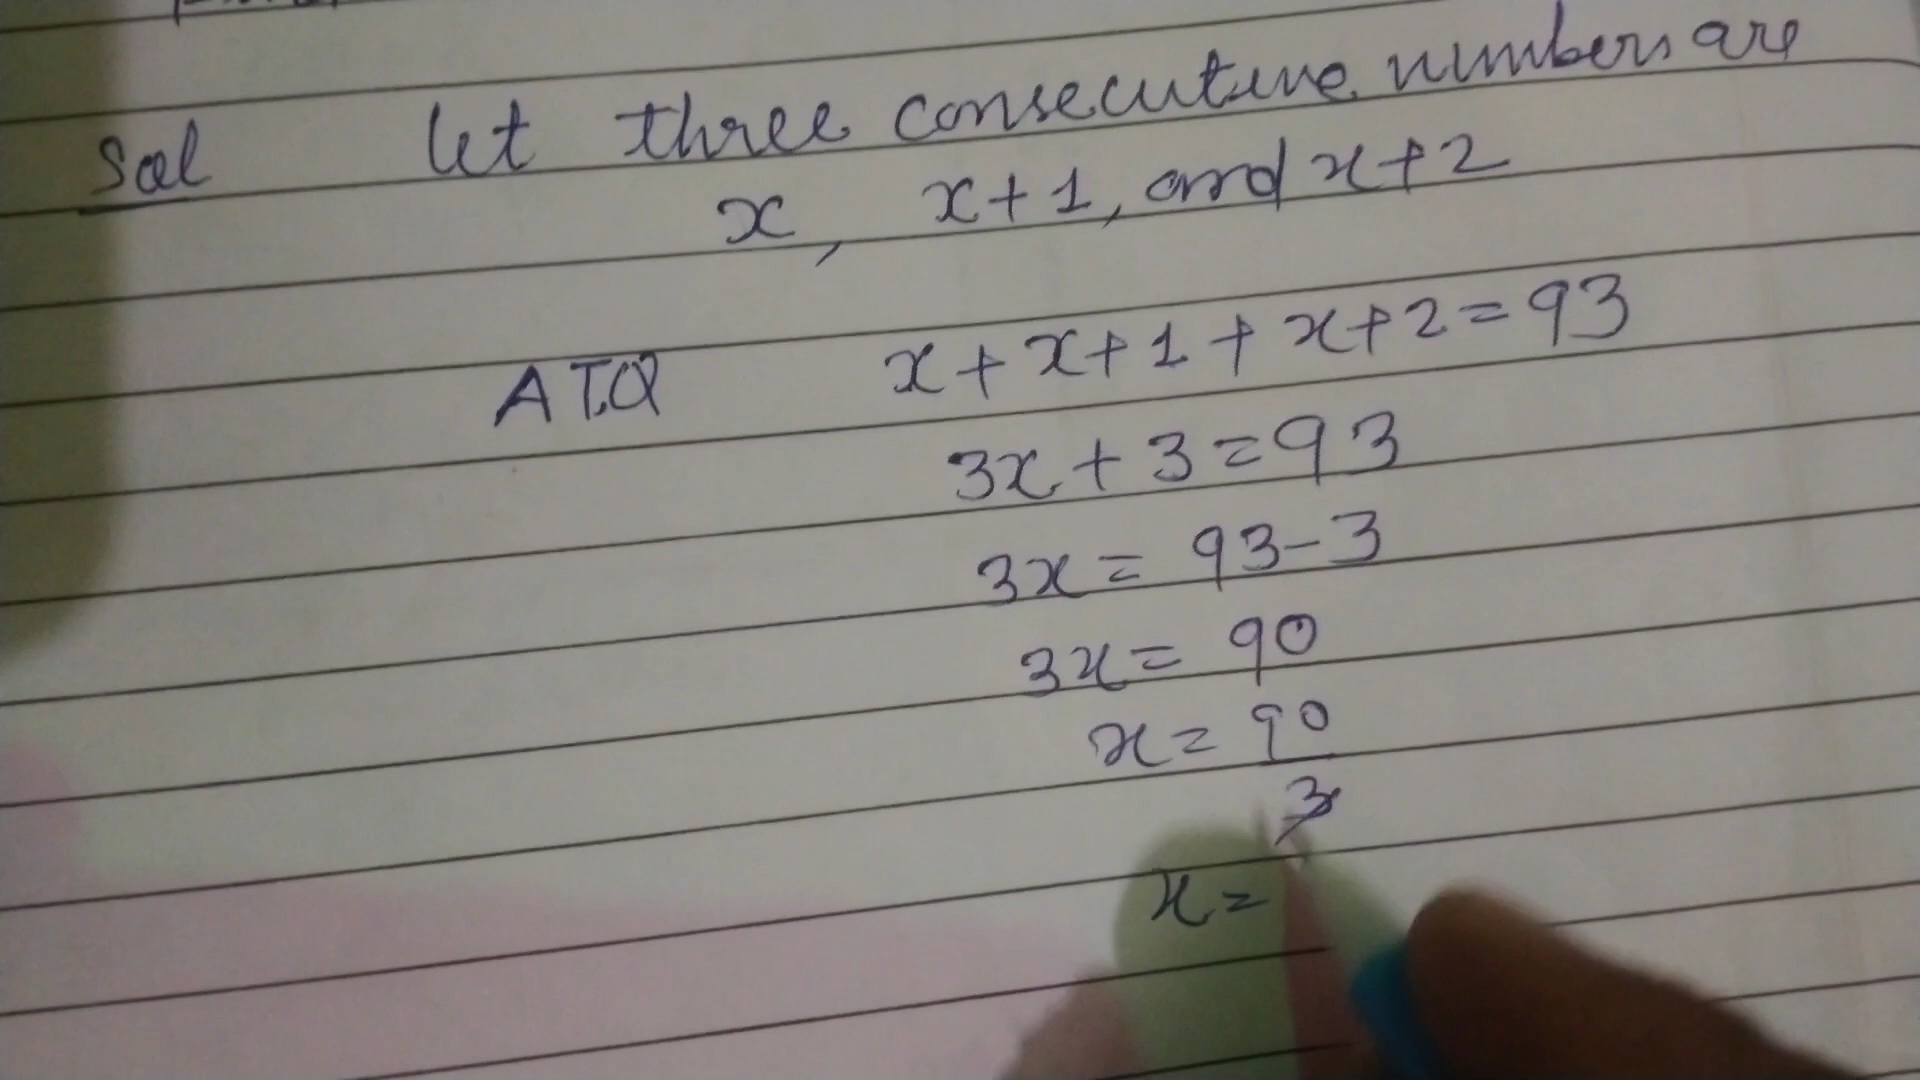 Sol let three consecutive numbers are
x, x+1, and x+2
A T.Q x + x+1 + x+2 = 93
3x + 3 = 93
3x = 93-3
3x = 90
x = 90
3
x =